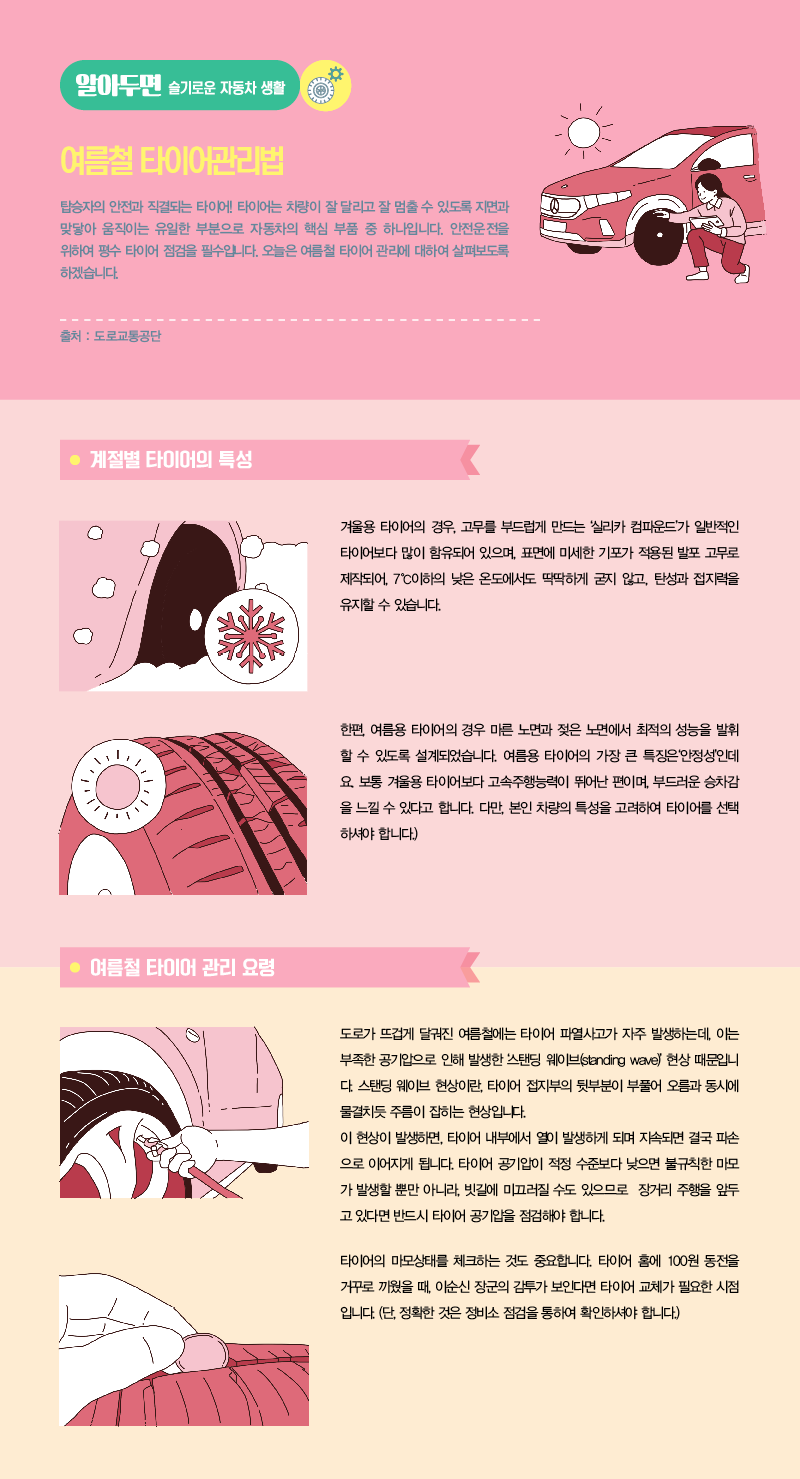 알아두면 슬기로운 자동차 생활
여름철 타이어관리법
탑승자의 안전과 직결되는 타이어! 타이어는 차량이 잘 달리고 잘 멈출 수 있도록 지면과
맞닿아 움직이는 유일한 부분으로 자동차의 핵심 부품 중 하나입니다. 안전운전을
위하여 평수 타이어 점검을 필수입니다. 오늘은 여름철 타이어 관리에 대하여 살펴보도록
하겠습니다.
출처 : 도로교통공단
계절별 타이어의 특성
겨울용 타이어의 경우, 고무를 부드럽게 만드는 '실리카 컴파운드'가 일반적인
타이어보다 많이 함유되어 있으며, 표면에 미세한 기포가 적용된 발포 고무로
제작되어, 7℃이하의 낮은 온도에서도 딱딱하게 굳지 않고, 탄성과 접지력을
유지할 수 있습니다.
한편, 여름용 타이어의 경우 마른 노면과 젖은 노면에서 최적의 성능을 발휘
할 수 있도록 설계되었습니다. 여름용 타이어의 가장 큰 특징은'안정성'인데
요, 보통 겨울용 타이어보다 고속주행능력이 뛰어난 편이며, 부드러운 승차감
을 느낄 수 있다고 합니다. 다만, 본인 차량의 특성을 고려하여 타이어를 선택
하셔야 합니다.)
여름철 타이어 관리 요령
도로가 뜨겁게 달궈진 여름철에는 타이어 파열사고가 자주 발생하는데, 이는
부족한 공기압으로 인해 발생한 '스탠딩 웨이브(standing wave)' 현상 때문입니
다. 스탠딩 웨이브 현상이란, 타이어 접지부의 뒷부분이 부풀어 오름과 동시에
물결치듯 주름이 잡히는 현상입니다.
이 현상이 발생하면, 타이어 내부에서 열이 발생하게 되며 지속되면 결국 파손
으로 이어지게 됩니다. 타이어 공기압이 적정 수준보다 낮으면 불규칙한 마모
가 발생할 뿐만 아니라, 빗길에 미끄러질 수도 있으므로 장거리 주행을 앞두
고 있다면 반드시 타이어 공기압을 점검해야 합니다.
타이어의 마모상태를 체크하는 것도 중요합니다. 타이어 홈에 100원 동전을
거꾸로 끼웠을 때, 이순신 장군의 감투가 보인다면 타이어 교체가 필요한 시점
입니다. (단, 정확한 것은 정비소 점검을 통하여 확인하셔야 합니다.)